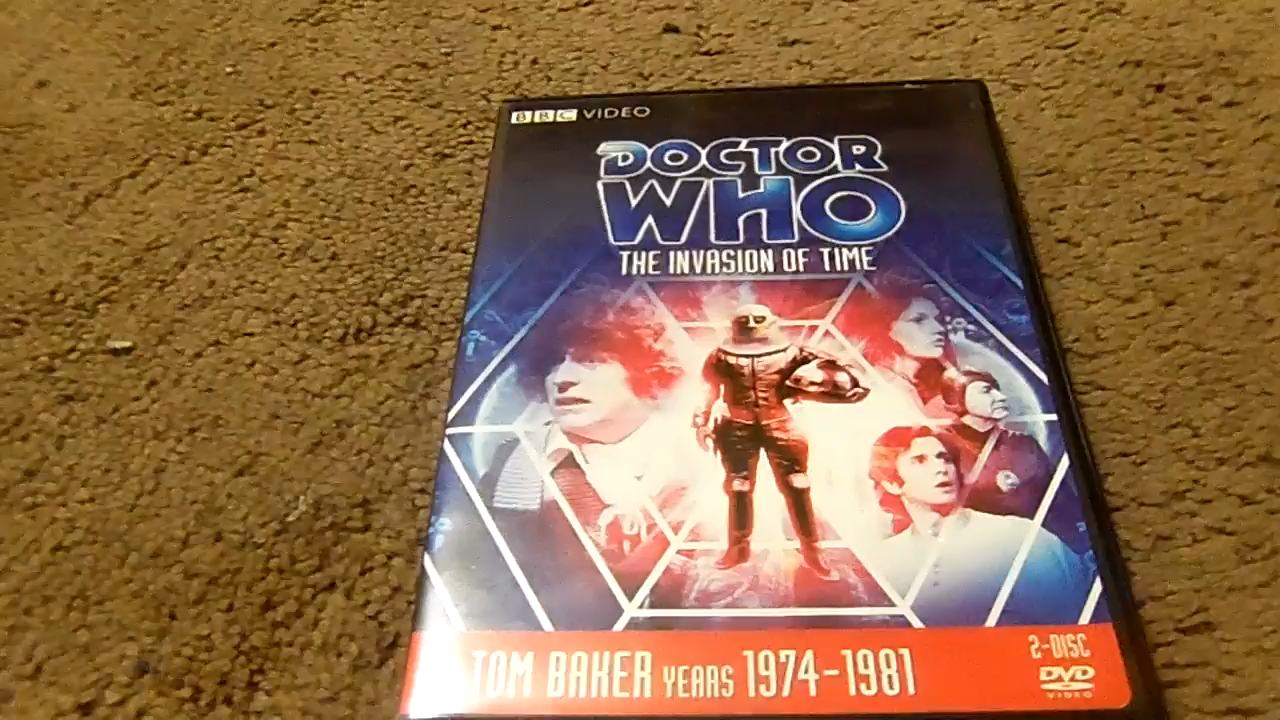 BBC VIDEO
DOCTOR
WHO
THE INVASION OF TIME
TOM BAKER YEARS 1974-1981
2-DISC
DVD
VIDEO